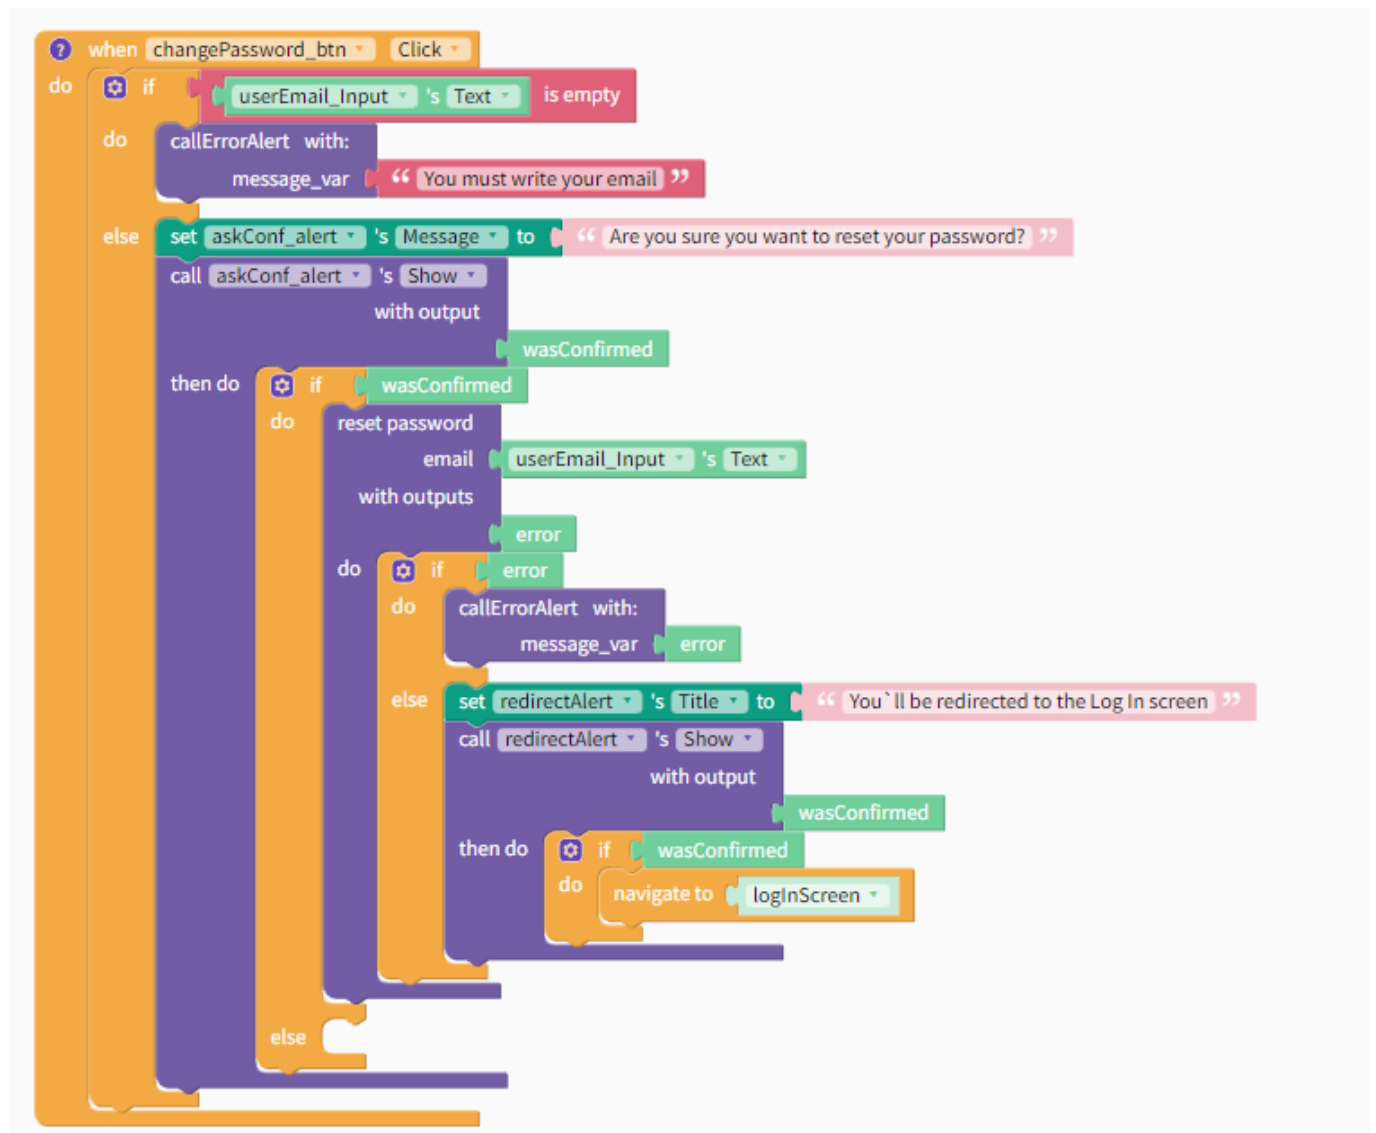 ? when changePassword_btn Click
do if userEmail_Input 's Text is empty
do callErrorAlert with:
message_var “ You must write your email ”
else set askConf_alert 's Message to “ Are you sure you want to reset your password? ”
call askConf_alert 's Show
with output
wasConfirmed
then do if wasConfirmed
do reset password
email userEmail_Input 's Text
with outputs
error
do if error
do callErrorAlert with:
message_var error
else set redirectAlert 's Title to “ You`ll be redirected to the Log In screen ”
call redirectAlert 's Show
with output
wasConfirmed
then do if wasConfirmed
do navigate to logInScreen
else